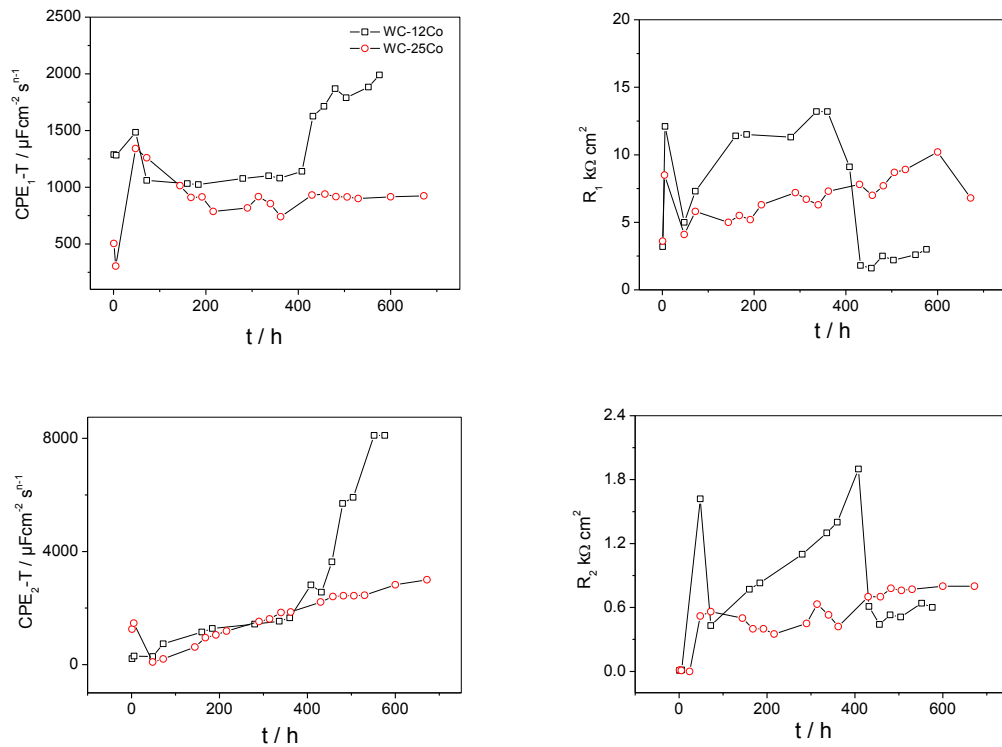 2500
2000
1500
1000
500
CPE₁-T / µFcm⁻² sⁿ⁻¹
WC-12Co
WC-25Co
0 200 400 600
t / h
20
15
10
5
0
R₁ kΩ cm²
0 200 400 600
t / h
8000
4000
0
CPE₂-T / µFcm⁻² sⁿ⁻¹
0 200 400 600
t / h
2.4
1.8
1.2
0.6
0.0
R₂ kΩ cm²
0 200 400 600
t / h